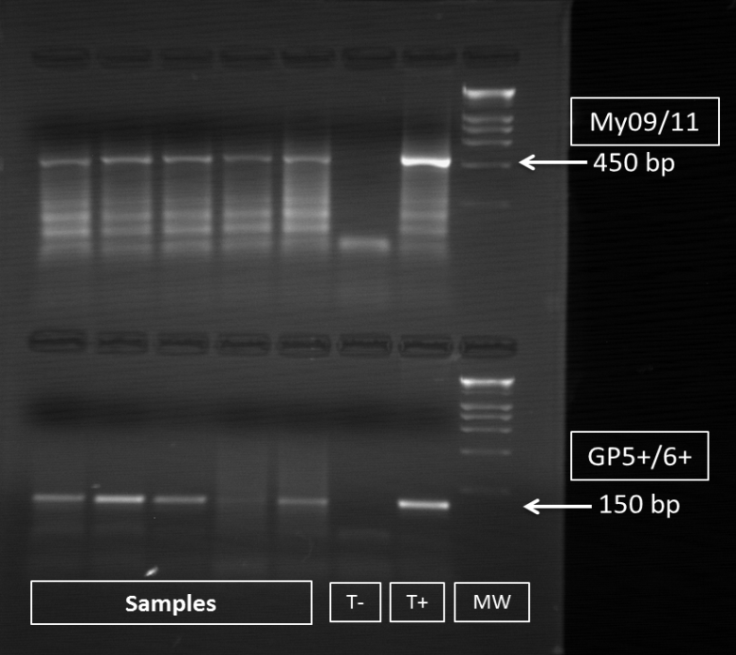 My09/11
450 bp
GP5+/6+
150 bp
Samples
T-
T+
MW